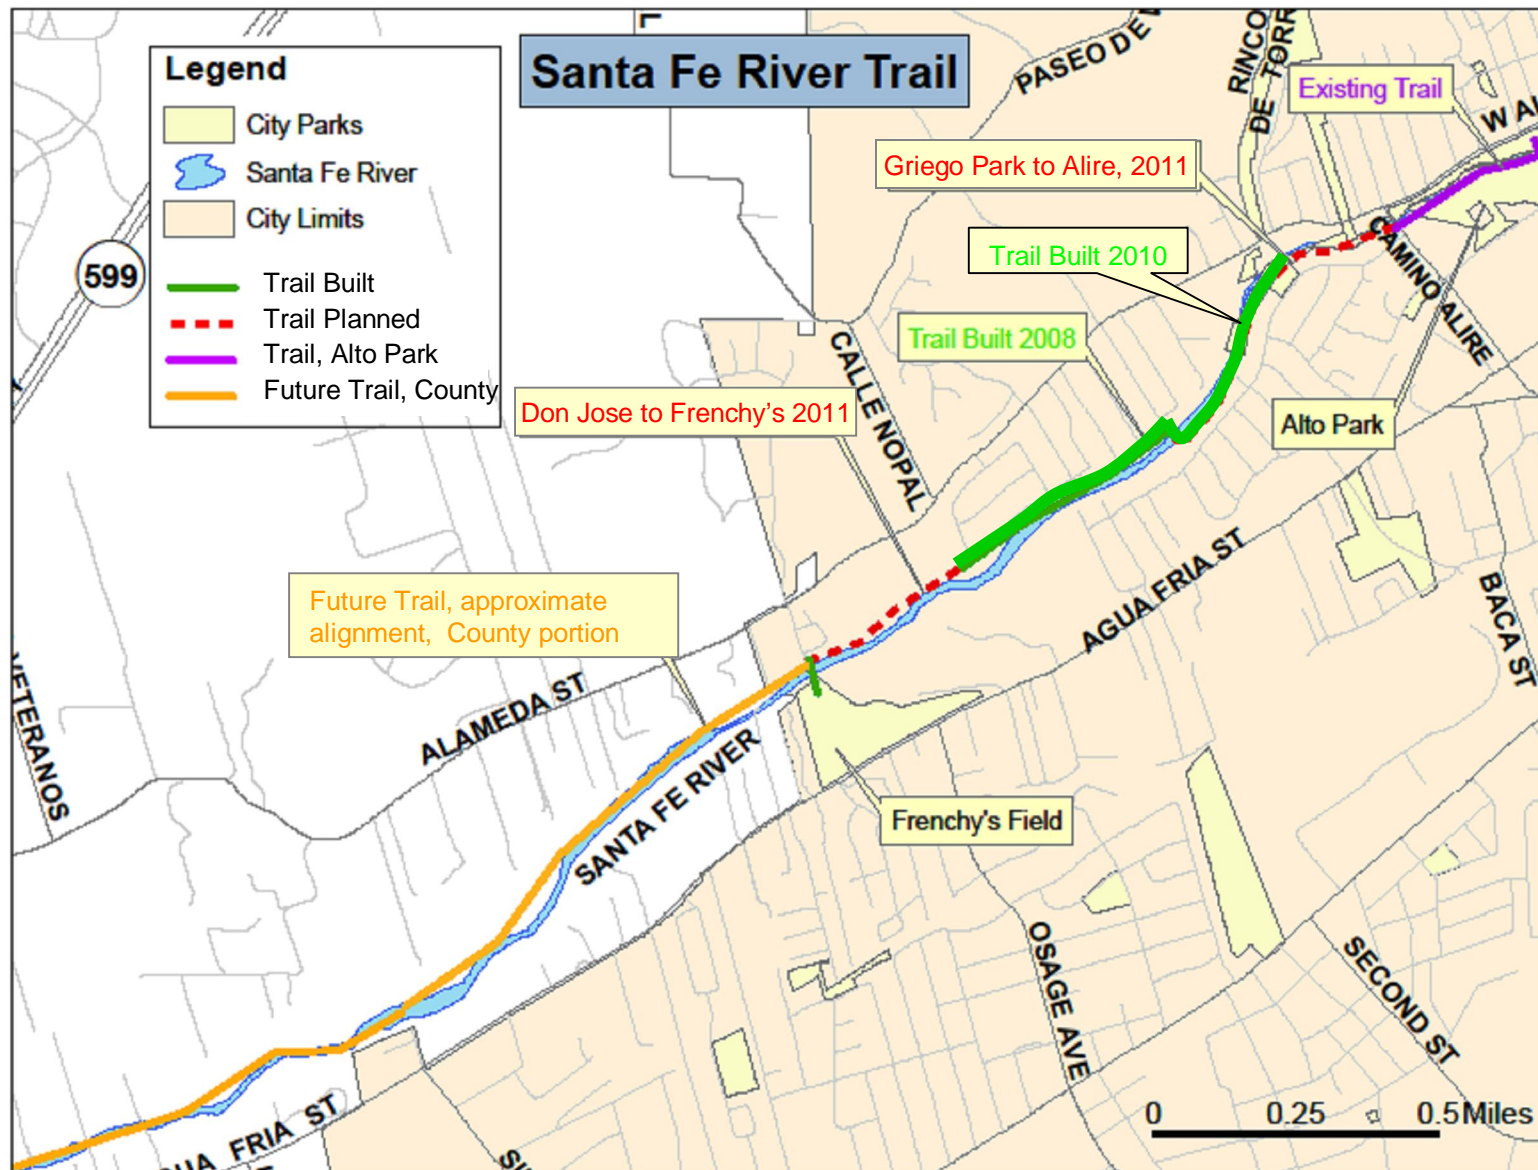 Santa Fe River Trail
Legend
City Parks
Santa Fe River
City Limits
Trail Built
Trail Planned
Trail, Alto Park
Future Trail, County
599
PASEO DE
DE TORR
Existing Trail
Griego Park to Alire, 2011
Trail Built 2010
Trail Built 2008
CAMINO ALIRE
CALLE NOPAL
Don Jose to Frenchy's 2011
Alto Park
AGUA FRIA ST
BACA ST
Future Trail, approximate
alignment, County portion
ALAMEDA ST
SANTA FE RIVER
Frenchy's Field
OSAGE AVE
SECOND ST
FRIA ST
0 0.25 0.5 Miles